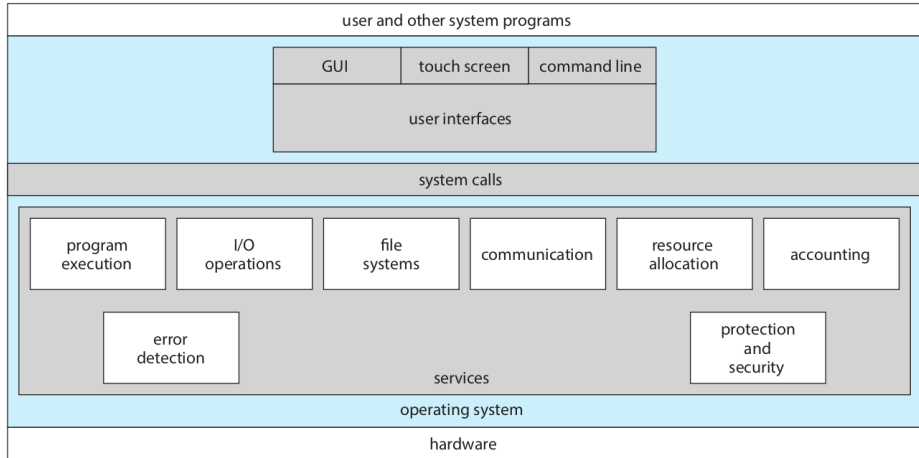 user and other system programs
GUI
touch screen
command line
user interfaces
system calls
program
execution
I/O
operations
file
systems
communication
resource
allocation
accounting
error
detection
protection
and
security
services
operating system
hardware